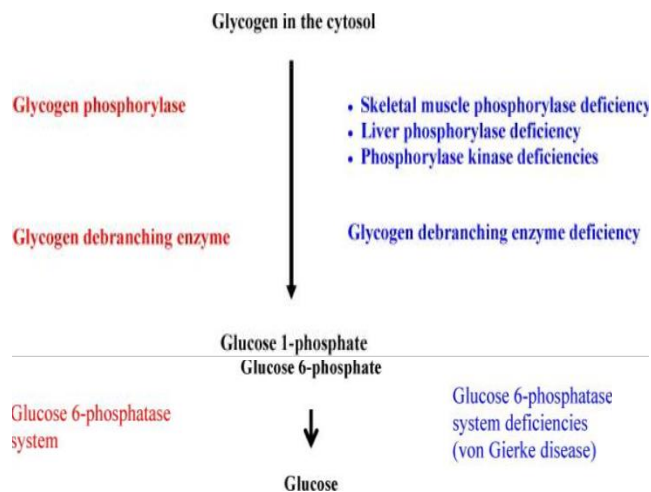 Glycogen in the cytosol
Glycogen phosphorylase
• Skeletal muscle phosphorylase deficiency
• Liver phosphorylase deficiency
• Phosphorylase kinase deficiencies
Glycogen debranching enzyme
Glycogen debranching enzyme deficiency
Glucose 1-phosphate
Glucose 6-phosphate
Glucose 6-phosphatase
system
Glucose 6-phosphatase
system deficiencies
(von Gierke disease)
Glucose